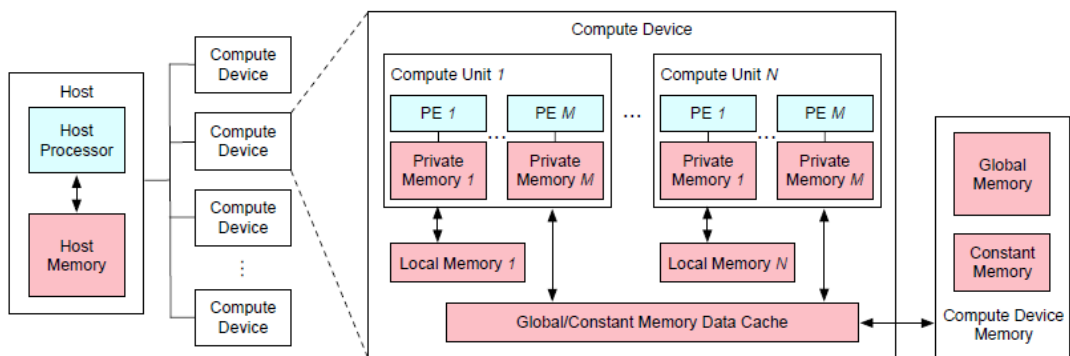 Host
Host
Processor
Host
Memory
Compute
Device
Compute
Device
Compute
Device
⋮
Compute
Device
Compute Device
Compute Unit 1
PE 1
...
PE M
Private
Memory 1
Private
Memory M
...
Compute Unit N
PE 1
...
PE M
Private
Memory 1
Private
Memory M
Local Memory 1
Local Memory N
Global/Constant Memory Data Cache
Global
Memory
Constant
Memory
Compute Device
Memory